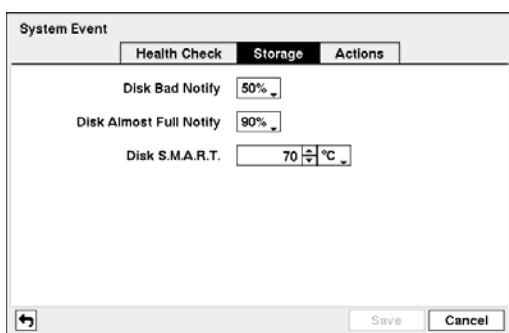 System Event
Health Check Storage Actions
Disk Bad Notify 50%
Disk Almost Full Notify 90%
Disk S.M.A.R.T. 70 °C
Save Cancel